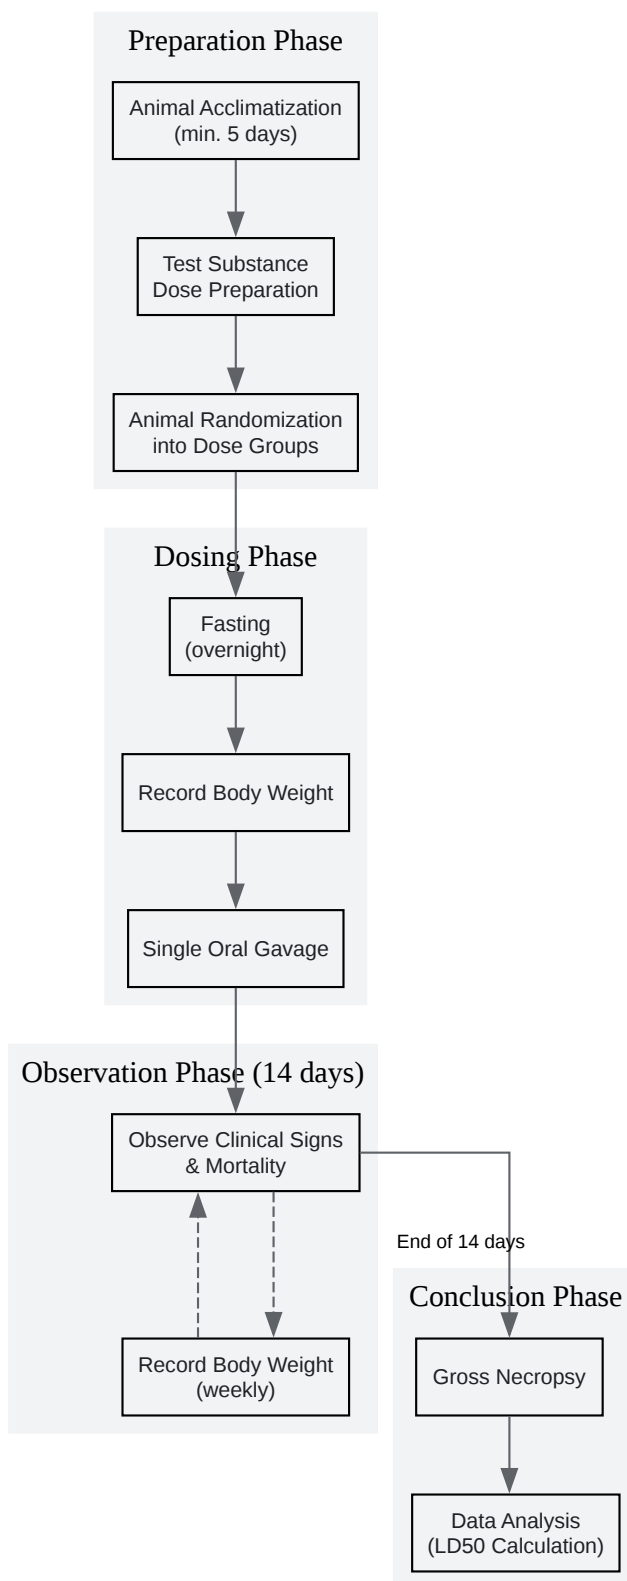 Preparation Phase
Animal Acclimatization
(min. 5 days)
Test Substance
Dose Preparation
Animal Randomization
into Dose Groups
Dosing Phase
Fasting
(overnight)
Record Body Weight
Single Oral Gavage
Observation Phase (14 days)
Observe Clinical Signs
& Mortality
End of 14 days
Record Body Weight
(weekly)
Conclusion Phase
Gross Necropsy
Data Analysis
(LD50 Calculation)